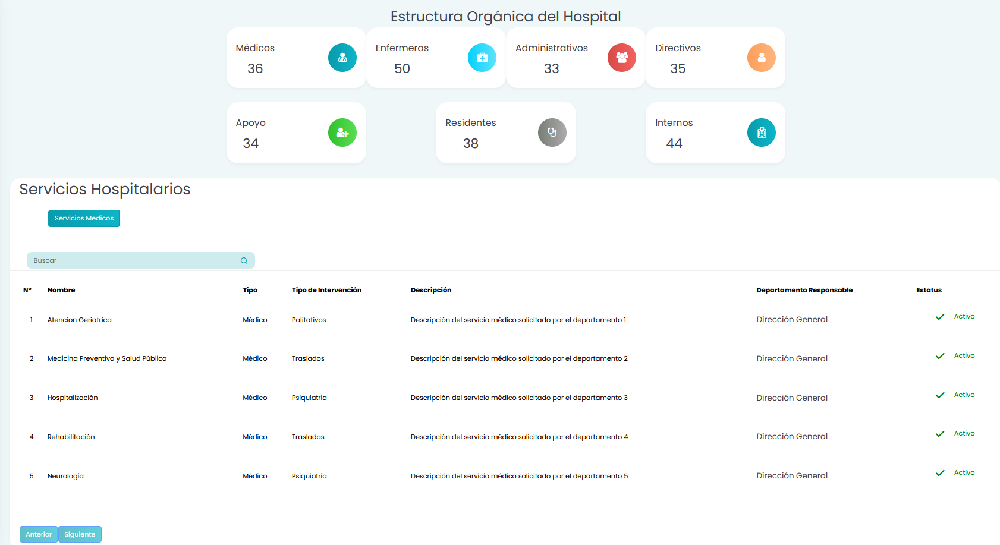 Estructura Orgánica del Hospital
Médicos Enfermeras Administrativos Directivos
36 50 33 35
Apoyo Residentes Internos
34 38 44
Servicios Hospitalarios
Servicios Medicos
Buscar
N° Nombre Tipo Tipo de Intervención Descripción Departamento Responsable Estatus
1 Atencion Geriatrica Médico Palitativos Descripción del servicio médico solicitado por el departamento 1 Dirección General Activo
2 Medicina Preventiva y Salud Pública Médico Traslados Descripción del servicio médico solicitado por el departamento 2 Dirección General Activo
3 Hospitalización Médico Psiquiatria Descripción del servicio médico solicitado por el departamento 3 Dirección General Activo
4 Rehabilitación Médico Traslados Descripción del servicio médico solicitado por el departamento 4 Dirección General Activo
5 Neurología Médico Psiquiatria Descripción del servicio médico solicitado por el departamento 5 Dirección General Activo
Anterior Siguiente